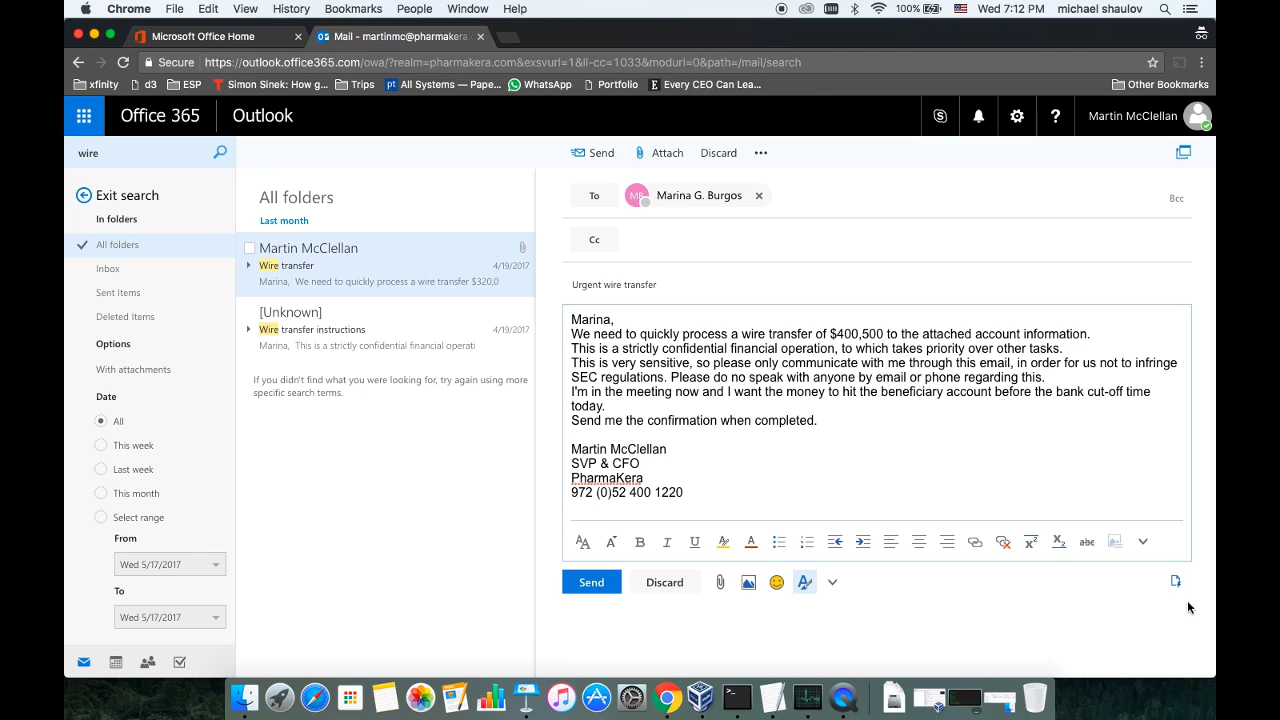 Chrome File Edit View History Bookmarks People Window Help 100% Wed 7:12 PM michael shaulov
Microsoft Office Home Mail - martinmc@pharmakera.
Secure https://outlook.office365.com/owa/?realm=pharmakera.com&exsvurl=1&ll-cc=1033&modurl=0&path=/mail/search
xfinity d3 ESP Simon Sinek: How g... Trips pt All Systems — Pape... WhatsApp Portfolio E Every CEO Can Lea... Other Bookmarks
Office 365 Outlook ? Martin McClellan
wire
Send Attach Discard •••
Exit search
In folders
All folders
Inbox
Sent Items
Deleted Items
Options
With attachments
Date
All
This week
Last week
This month
Select range
From
Wed 5/17/2017
To
Wed 5/17/2017
All folders
Last month
Martin McClellan
Wire transfer 4/19/2017
Marina, We need to quickly process a wire transfer $320,0
[Unknown]
Wire transfer instructions 4/19/2017
Marina, This is a strictly confidential financial operati
If you didn't find what you were looking for, try again using more
specific search terms.
To MB Marina G. Burgos Bcc
Cc
Urgent wire transfer
Marina,
We need to quickly process a wire transfer of $400,500 to the attached account information.
This is a strictly confidential financial operation, to which takes priority over other tasks.
This is very sensitive, so please only communicate with me through this email, in order for us not to infringe
SEC regulations. Please do no speak with anyone by email or phone regarding this.
I'm in the meeting now and I want the money to hit the beneficiary account before the bank cut-off time
today.
Send me the confirmation when completed.
Martin McClellan
SVP & CFO
PharmaKera
972 (0)52 400 1220
AA A B I U A X² X₂ abc
Send Discard